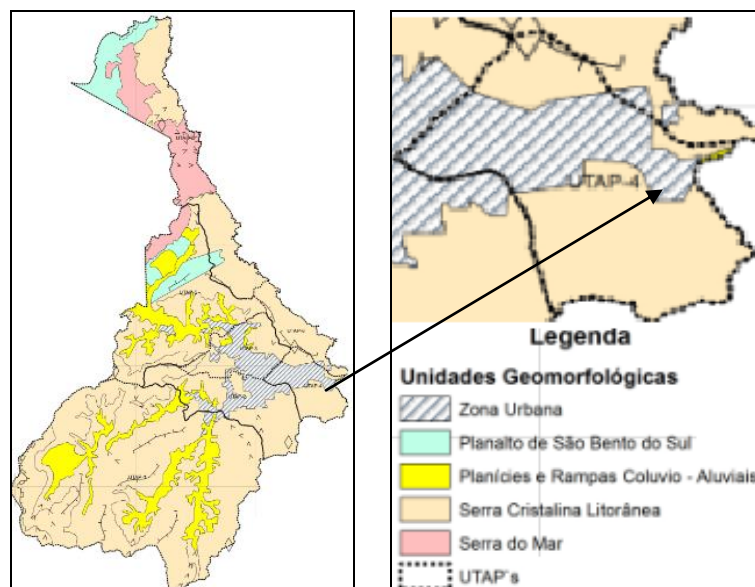 UTAP-4
Legenda
Unidades Geomorfológicas
Zona Urbana
Planalto de São Bento do Sul
Planícies e Rampas Coluvio - Aluviais
Serra Cristalina Litorânea
Serra do Mar
UTAP's